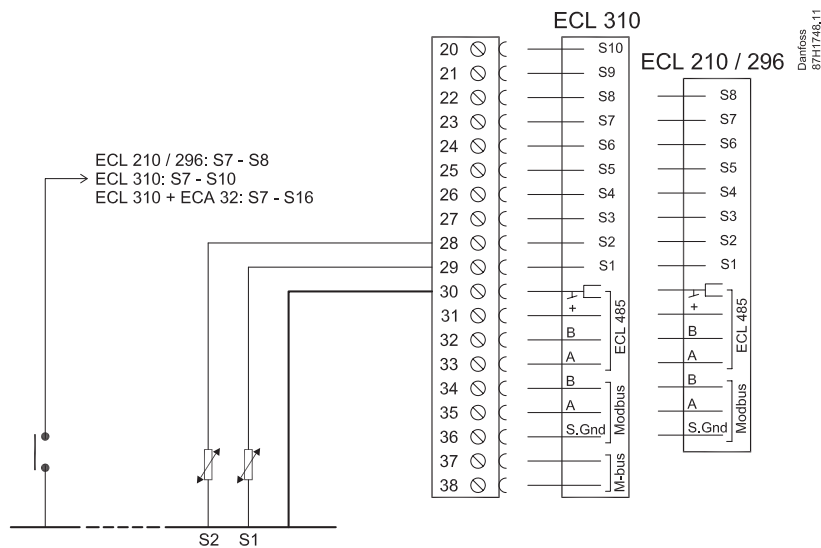 ECL 310
ECL 210 / 296
Danfoss
87H1748.11
ECL 210 / 296: S7 - S8
ECL 310: S7 - S10
ECL 310 + ECA 32: S7 - S16
20 S10
21 S9
22 S8 S8
23 S7 S7
24 S6 S6
25 S5 S5
26 S4 S4
27 S3 S3
28 S2 S2
29 S1 S1
30
31 + +
32 B B
33 A A
ECL 485 ECL 485
34 B B
35 A A
36 S.Gnd S.Gnd
Modbus Modbus
37
38
M-bus
S2 S1